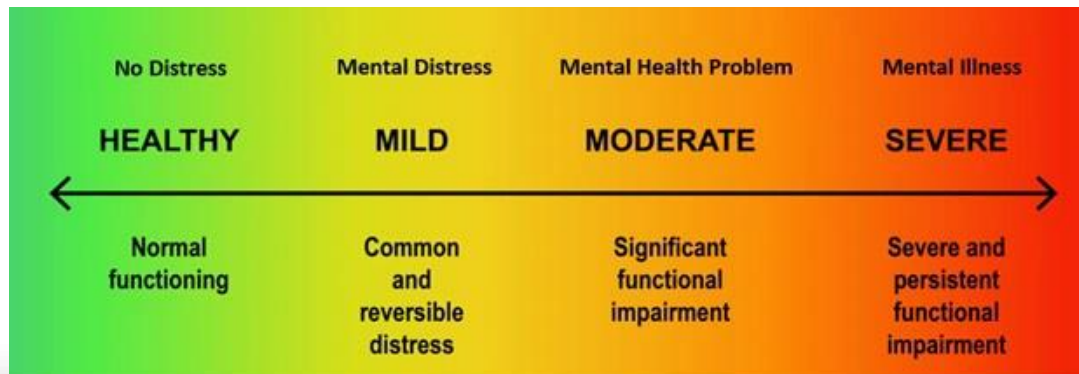 No Distress
Mental Distress
Mental Health Problem
Mental Illness
HEALTHY
MILD
MODERATE
SEVERE
Normal
functioning
Common
and
reversible
distress
Significant
functional
impairment
Severe and
persistent
functional
impairment